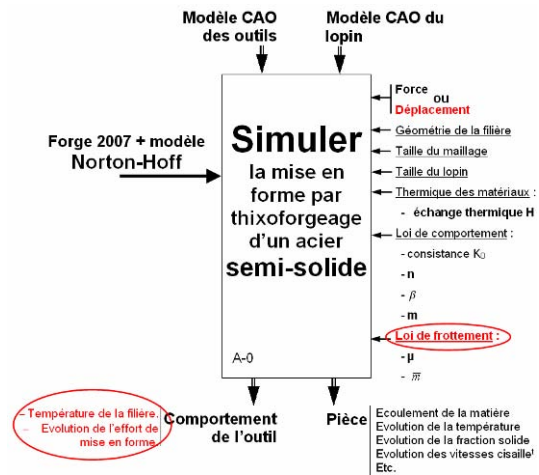 Modèle CAO
des outils
Modèle CAO du
lopin
Forge 2007 + modèle
Norton-Hoff
Simuler
la mise en
forme par
thixoforgeage
d'un acier
semi-solide
A-0
Force
ou
Déplacement
Géométrie de la filière
Taille du maillage
Taille du lopin
Thermique des matériaux :
- échange thermique H
Loi de comportement :
- consistance K₀
- n
- β
- m
Loi de frottement :
- µ
- m̅
– Température de la filière.
– Evolution de l'effort de
mise en forme.
Comportement
de l'outil
Pièce
Ecoulement de la matière
Evolution de la température
Evolution de la fraction solide
Evolution des vitesses cisailleᵗ
Etc.